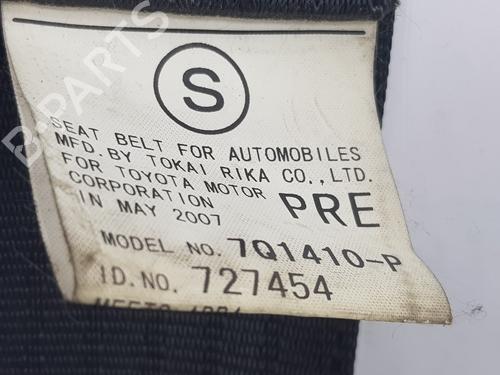 S
SEAT BELT FOR AUTOMOBILES
MFD.BY TOKAI RIKA CO.,LTD.
FOR TOYOTA MOTOR
CORPORATION
IN MAY 2007
PRE
MODEL NO. 7Q1410-P
ID.NO. 727454
B-PARTS